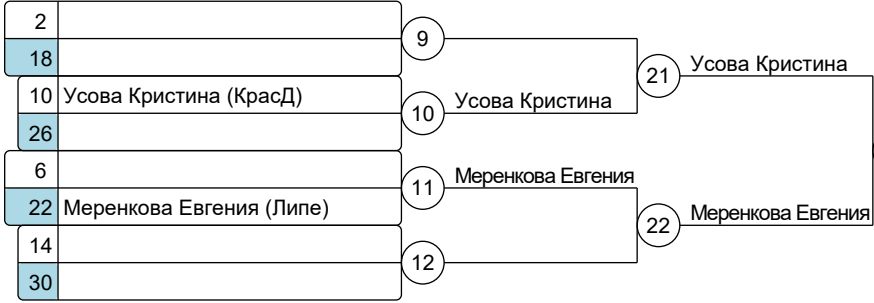 2
9
18
21 Усова Кристина
10 Усова Кристина (КрасД)
10 Усова Кристина
26
6
11 Меренкова Евгения
22 Меренкова Евгения (Липе)
22 Меренкова Евгения
14
12
30